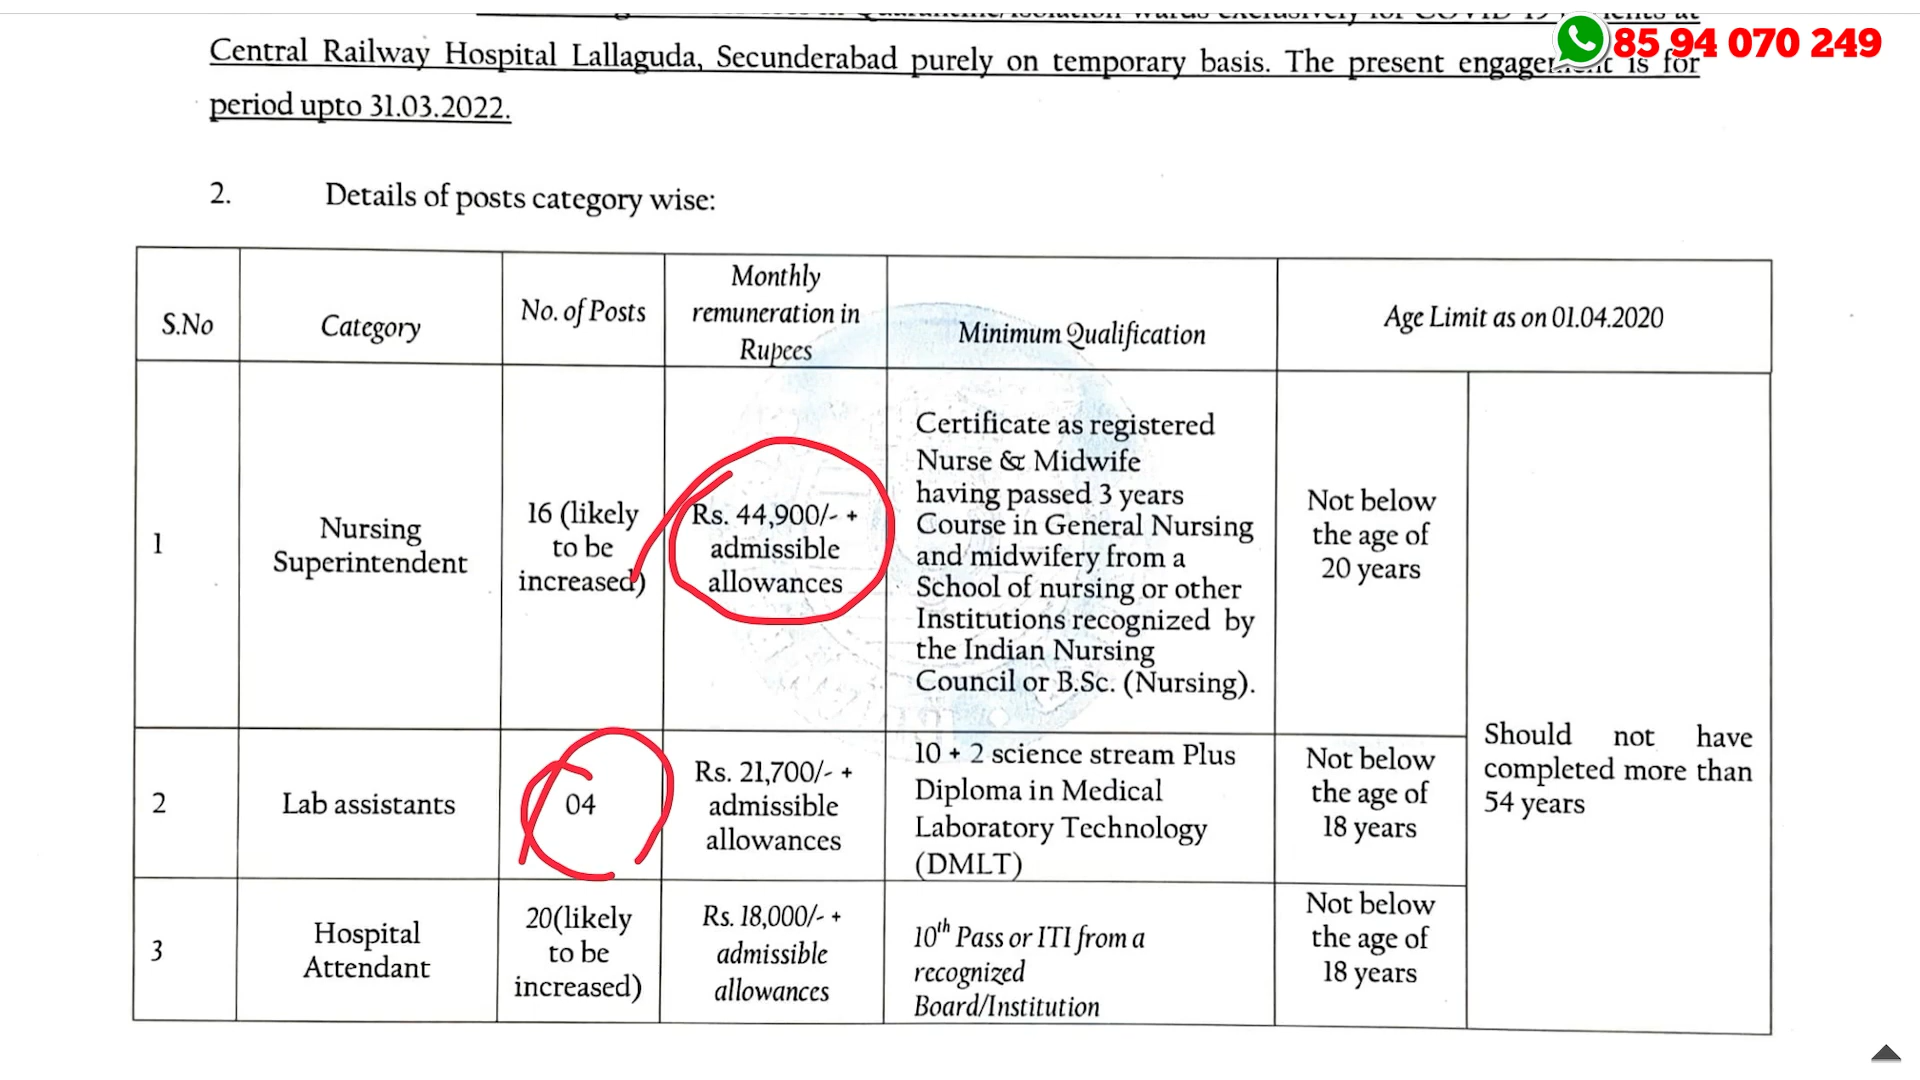 Central Railway Hospital Lallaguda, Secunderabad purely on temporary basis. The present is for
85 94 070 249
period upto 31.03.2022.
2. Details of posts category wise:
S.No
Category
No. of Posts
Monthly
remuneration in
Rupees
Minimum Qualification
Age Limit as on 01.04.2020
1
Nursing
Superintendent
16 (likely
to be
increased)
Rs. 44,900/- +
admissible
allowances
Certificate as registered
Nurse & Midwife
having passed 3 years
Course in General Nursing
and midwifery from a
School of nursing or other
Institutions recognized by
the Indian Nursing
Council or B.Sc. (Nursing).
Not below
the age of
20 years
Should not have
completed more than
54 years
2
Lab assistants
04
Rs. 21,700/- +
admissible
allowances
10 + 2 science stream Plus
Diploma in Medical
Laboratory Technology
(DMLT)
Not below
the age of
18 years
3
Hospital
Attendant
20(likely
to be
increased)
Rs. 18,000/- +
admissible
allowances
10th Pass or ITI from a
recognized
Board/Institution
Not below
the age of
18 years